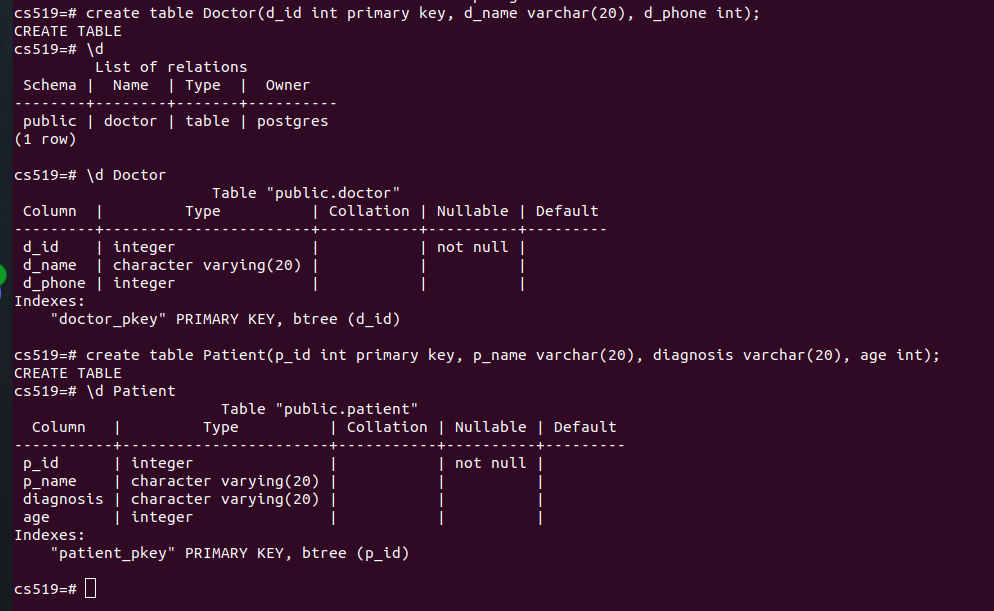 cs519=# create table Doctor(d_id int primary key, d_name varchar(20), d_phone int);
CREATE TABLE
cs519=# \d
         List of relations
 Schema |  Name  | Type  |  Owner
--------+--------+-------+----------
 public | doctor | table | postgres
(1 row)

cs519=# \d Doctor
                      Table "public.doctor"
 Column  |         Type          | Collation | Nullable | Default
---------+-----------------------+-----------+----------+---------
 d_id    | integer               |           | not null |
 d_name  | character varying(20) |           |          |
 d_phone | integer               |           |          |
Indexes:
    "doctor_pkey" PRIMARY KEY, btree (d_id)

cs519=# create table Patient(p_id int primary key, p_name varchar(20), diagnosis varchar(20), age int);
CREATE TABLE
cs519=# \d Patient
                       Table "public.patient"
  Column   |         Type          | Collation | Nullable | Default
-----------+-----------------------+-----------+----------+---------
 p_id      | integer               |           | not null |
 p_name    | character varying(20) |           |          |
 diagnosis | character varying(20) |           |          |
 age       | integer               |           |          |
Indexes:
    "patient_pkey" PRIMARY KEY, btree (p_id)

cs519=#